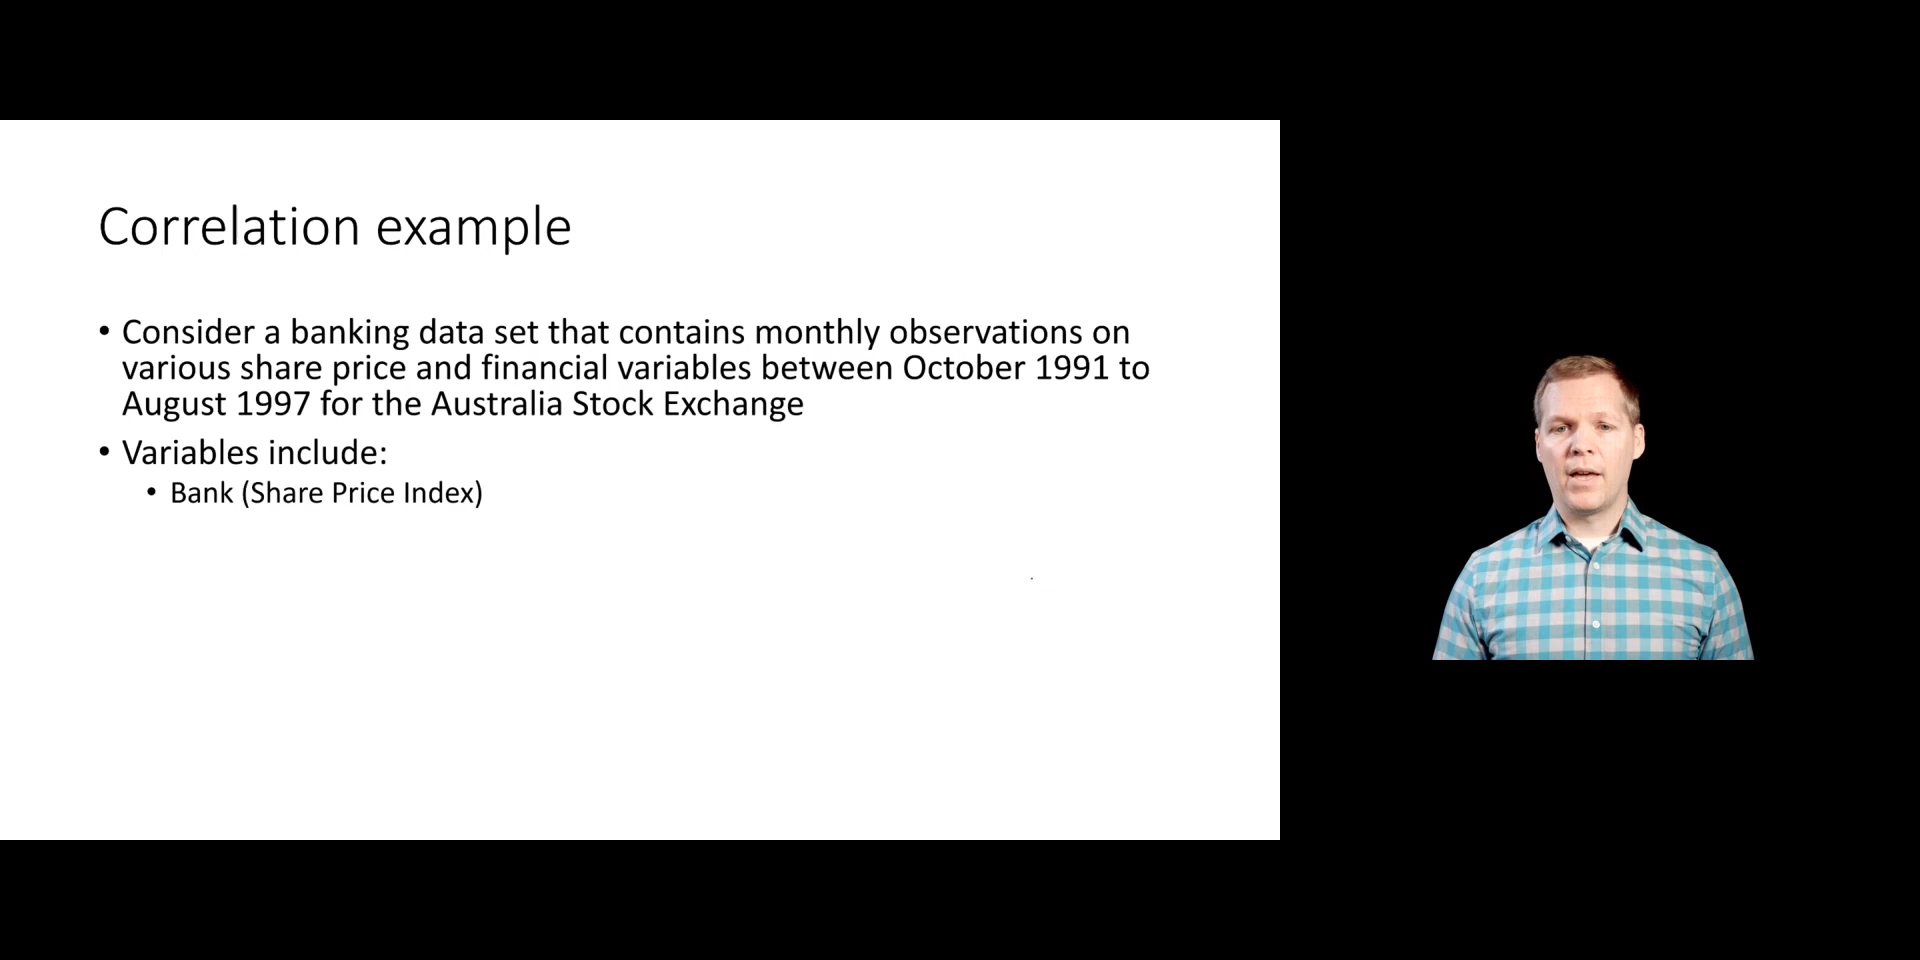 Correlation example
• Consider a banking data set that contains monthly observations on
various share price and financial variables between October 1991 to
August 1997 for the Australia Stock Exchange
• Variables include:
• Bank (Share Price Index)